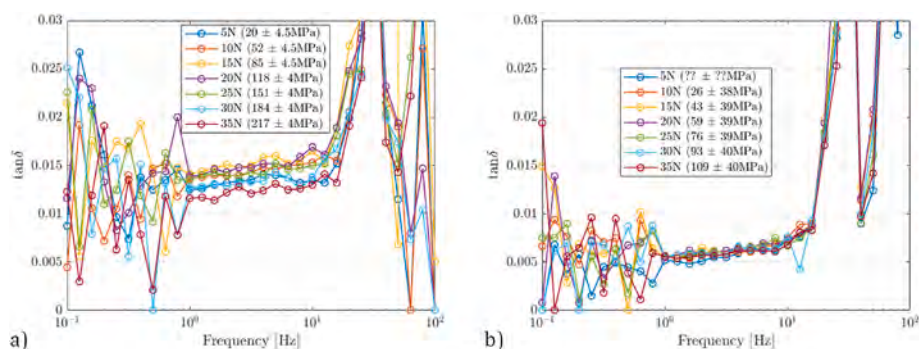 0.03
0.025
0.02
0.015
0.01
0.005
0
tanδ
5N (20 ± 4.5MPa)
10N (52 ± 4.5MPa)
15N (85 ± 4.5MPa)
20N (118 ± 4MPa)
25N (151 ± 4MPa)
30N (184 ± 4MPa)
35N (217 ± 4MPa)
10⁻¹ 10⁰ 10¹ 10²
Frequency [Hz]
a)
0.03
0.025
0.02
0.015
0.01
0.005
0
tanδ
5N (?? ± ??MPa)
10N (26 ± 38MPa)
15N (43 ± 39MPa)
20N (59 ± 39MPa)
25N (76 ± 39MPa)
30N (93 ± 40MPa)
35N (109 ± 40MPa)
10⁻¹ 10⁰ 10¹ 10²
Frequency [Hz]
b)